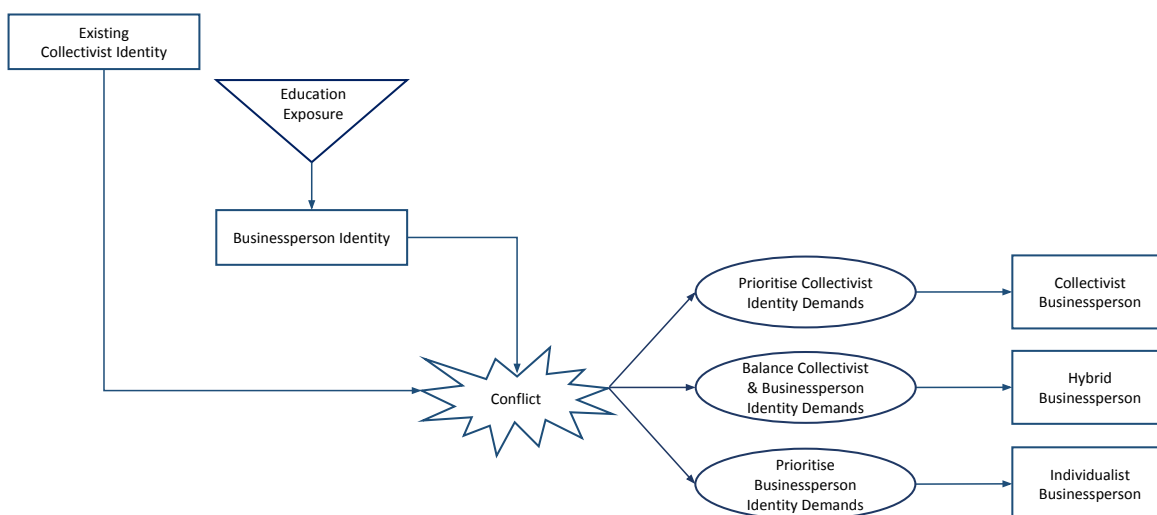 Existing
Collectivist Identity
Education
Exposure
Businessperson Identity
Conflict
Prioritise Collectivist
Identity Demands
Collectivist
Businessperson
Balance Collectivist
& Businessperson
Identity Demands
Hybrid
Businessperson
Prioritise
Businessperson
Identity Demands
Individualist
Businessperson